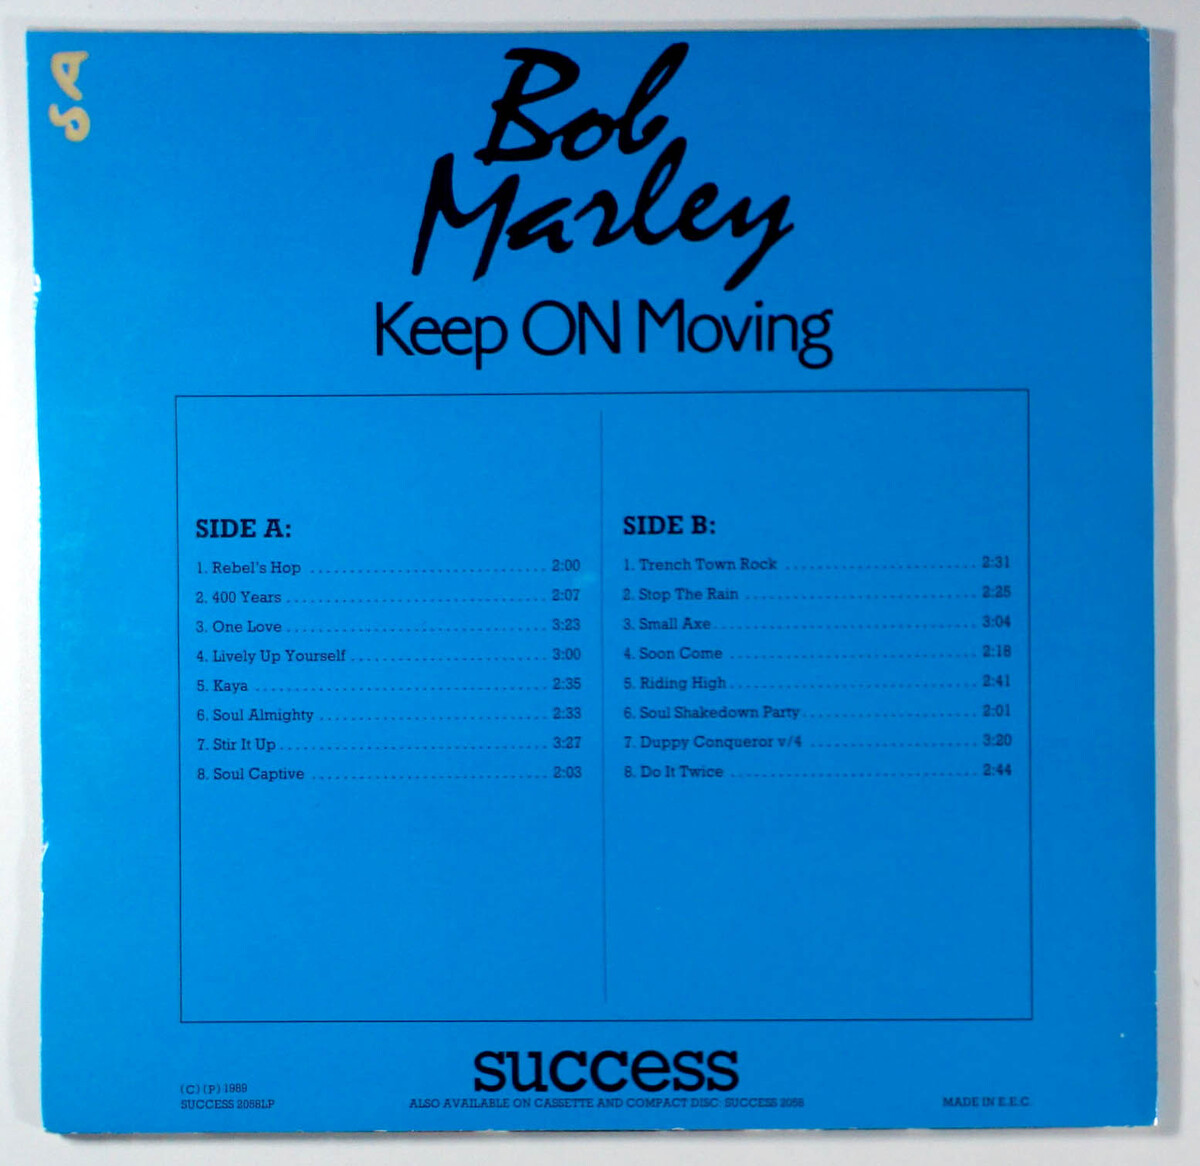 SA
Bob
Marley
Keep ON Moving
SIDE A:
1. Rebel's Hop ........................ 2:00
2. 400 Years ........................ 2:07
3. One Love ........................ 3:23
4. Lively Up Yourself ........................ 3:00
5. Kaya ........................ 2:35
6. Soul Almighty ........................ 2:33
7. Stir It Up ........................ 3:27
8. Soul Captive ........................ 2:03
SIDE B:
1. Trench Town Rock ........................ 2:31
2. Stop The Rain ........................ 2:25
3. Small Axe ........................ 3:04
4. Soon Come ........................ 2:18
5. Riding High ........................ 2:41
6. Soul Shakedown Party ........................ 2:01
7. Duppy Conqueror v/4 ........................ 3:20
8. Do It Twice ........................ 2:44
success
(C) (P) 1989
SUCCESS 2056LP
ALSO AVAILABLE ON CASSETTE AND COMPACT DISC: SUCCESS 2056
MADE IN E.E.C.